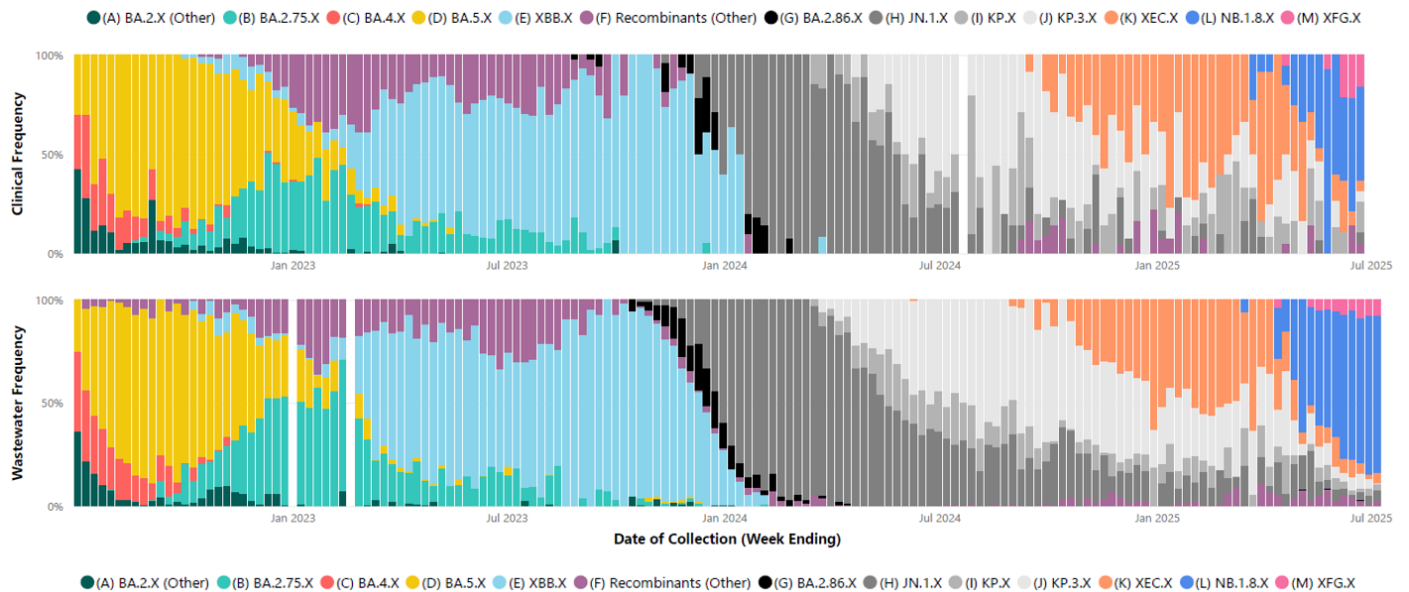 (A) BA.2.X (Other) (B) BA.2.75.X (C) BA.4.X (D) BA.5.X (E) XBB.X (F) Recombinants (Other) (G) BA.2.86.X (H) JN.1.X (I) KP.X (J) KP.3.X (K) XEC.X (L) NB.1.8.X (M) XFG.X
Clinical Frequency
100%
50%
0%
Jan 2023 Jul 2023 Jan 2024 Jul 2024 Jan 2025 Jul 2025
Wastewater Frequency
100%
50%
0%
Jan 2023 Jul 2023 Jan 2024 Jul 2024 Jan 2025 Jul 2025
Date of Collection (Week Ending)
(A) BA.2.X (Other) (B) BA.2.75.X (C) BA.4.X (D) BA.5.X (E) XBB.X (F) Recombinants (Other) (G) BA.2.86.X (H) JN.1.X (I) KP.X (J) KP.3.X (K) XEC.X (L) NB.1.8.X (M) XFG.X